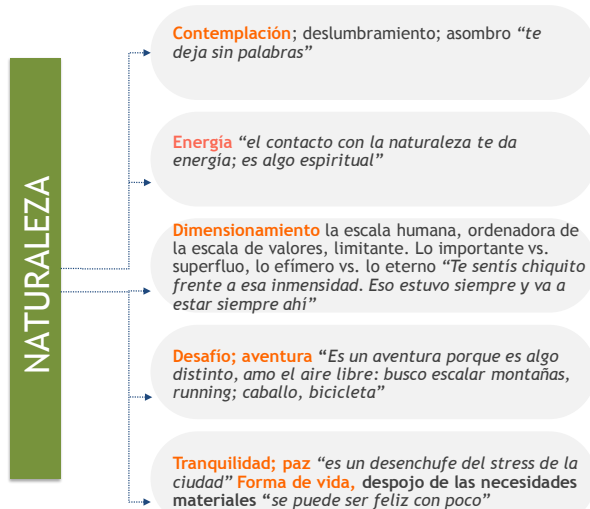 NATURALEZA
Contemplación; deslumbramiento; asombro “te
deja sin palabras”
Energía “el contacto con la naturaleza te da
energía; es algo espiritual”
Dimensionamiento la escala humana, ordenadora de
la escala de valores, limitante. Lo importante vs.
superfluo, lo efímero vs. lo eterno “Te sentís chiquito
frente a esa inmensidad. Eso estuvo siempre y va a
estar siempre ahí”
Desafío; aventura “Es un aventura porque es algo
distinto, amo el aire libre: busco escalar montañas,
running; caballo, bicicleta”
Tranquilidad; paz “es un desenchufe del stress de la
ciudad” Forma de vida, despojo de las necesidades
materiales “se puede ser feliz con poco”